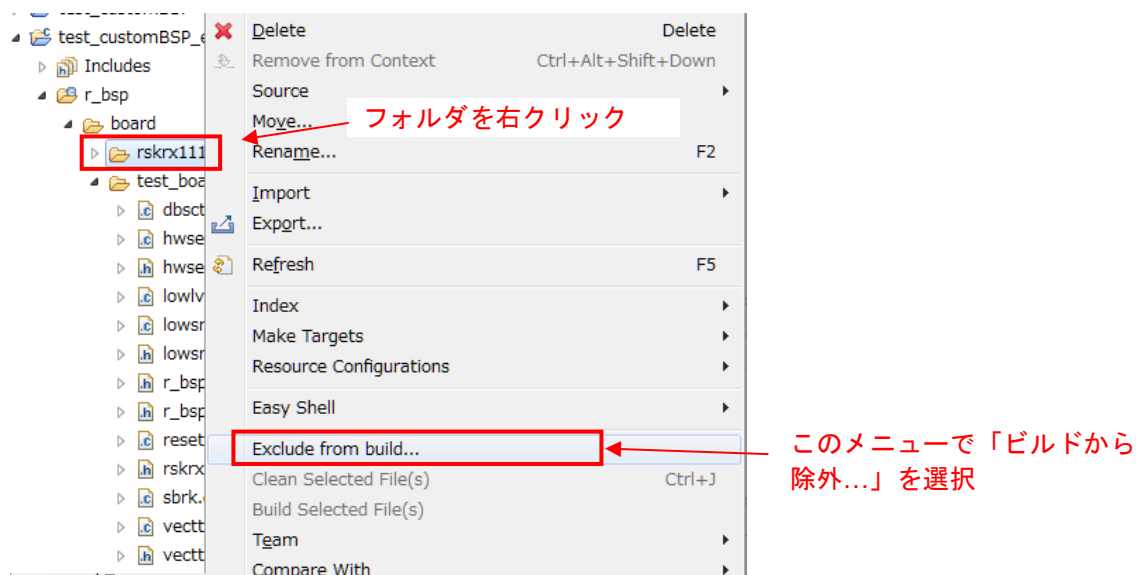 test_customBSP_e
Includes
r_bsp
board
rskrx111
test_boa
dbsct
hwse
hwse
lowlv
lowsr
lowsr
r_bsp
r_bsp
reset
rskrx
sbrk.
vectt
vectt
Delete Delete
Remove from Context Ctrl+Alt+Shift+Down
Source
Move...
Rename... F2
Import
Export...
Refresh F5
Index
Make Targets
Resource Configurations
Easy Shell
Exclude from build...
Clean Selected File(s) Ctrl+J
Build Selected File(s)
Team
Compare With
フォルダを右クリック
このメニューで「ビルドから
除外...」を選択